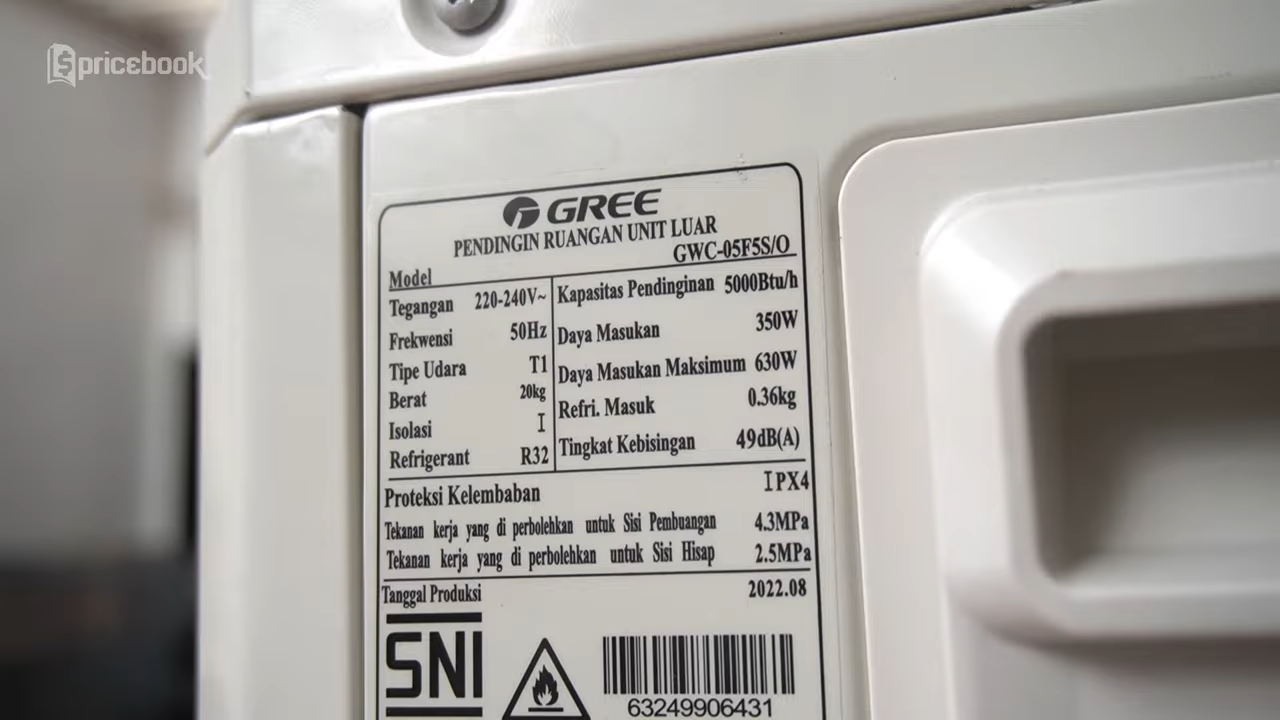 pricebook
GREE
PENDINGIN RUANGAN UNIT LUAR
Model GWC-05F5S/O
Tegangan 220-240V~
Frekwensi 50Hz
Tipe Udara T1
Berat 20kg
Isolasi I
Refrigerant R32
Kapasitas Pendinginan 5000Btu/h
Daya Masukan 350W
Daya Masukan Maksimum 630W
Refri. Masuk 0.36kg
Tingkat Kebisingan 49dB(A)
Proteksi Kelembaban IPX4
Tekanan kerja yang di perbolehkan untuk Sisi Pembuangan 4.3MPa
Tekanan kerja yang di perbolehkan untuk Sisi Hisap 2.5MPa
Tanggal Produksi 2022.08
SNI
63249906431